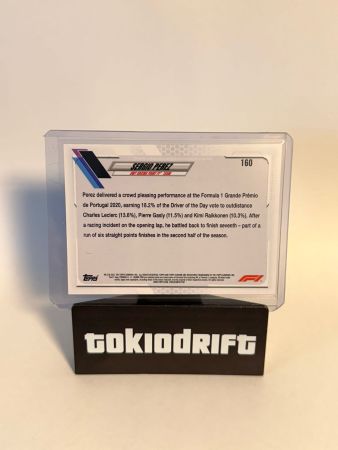 SERGIO PEREZ
160
Perez delivered a crowd pleasing performance at the Formula 1 Grande Prémio
de Portugal 2020, earning 18.2% of the Driver of the Day vote to outdistance
Charles Leclerc (13.8%), Pierre Gasly (11.5%) and Kimi Raikkonen (10.3%). After
a racing incident on the opening lap, he battled back to finish seventh – part of a
run of six straight points finishes in the second half of the season.
Topps
F1
TOKIODRIFT